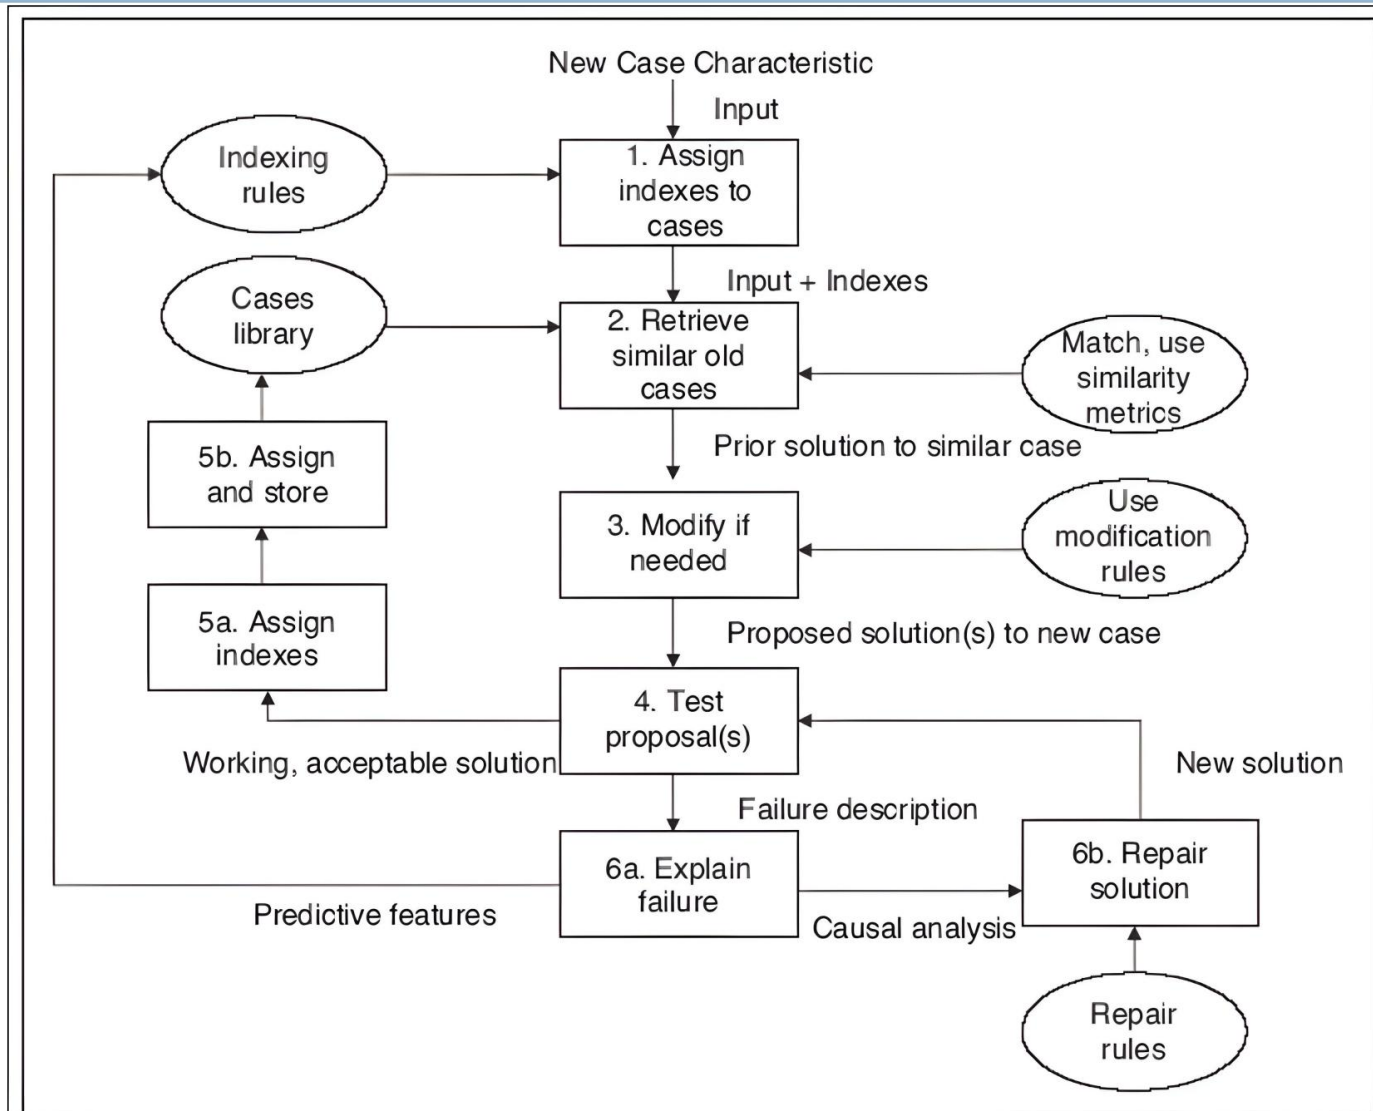 New Case Characteristic
Input
Indexing
rules
1. Assign
indexes to
cases
Input + Indexes
Cases
library
2. Retrieve
similar old
cases
Match, use
similarity
metrics
Prior solution to similar case
5b. Assign
and store
3. Modify if
needed
Use
modification
rules
5a. Assign
indexes
Proposed solution(s) to new case
4. Test
proposal(s)
Working, acceptable solution
New solution
Failure description
6a. Explain
failure
6b. Repair
solution
Predictive features
Causal analysis
Repair
rules